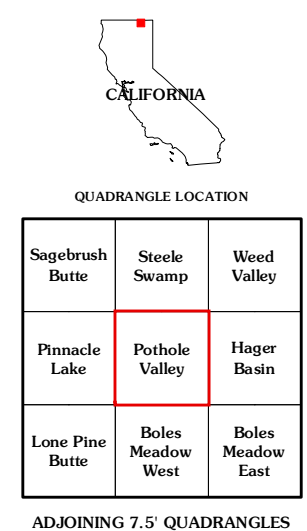 CALIFORNIA
QUADRANGLE LOCATION
Sagebrush
Butte
Steele
Swamp
Weed
Valley
Pinnacle
Lake
Pothole
Valley
Hager
Basin
Lone Pine
Butte
Boles
Meadow
West
Boles
Meadow
East
ADJOINING 7.5' QUADRANGLES